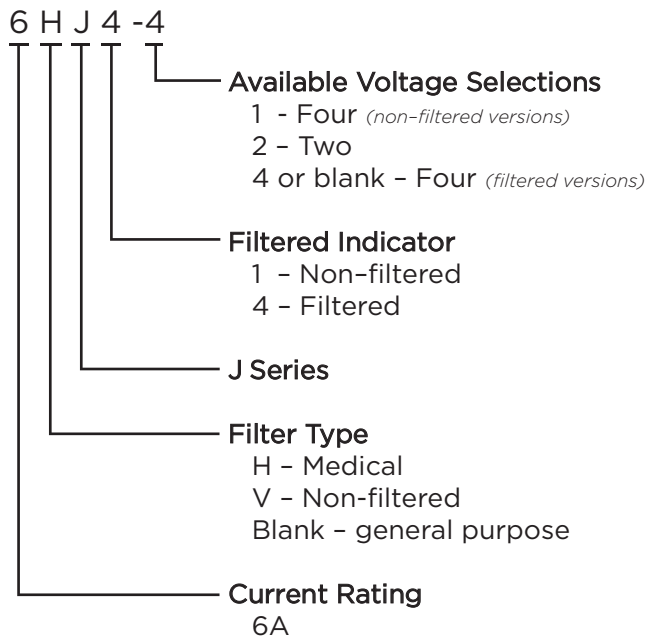 6 H J 4 -4
Available Voltage Selections
1 - Four (non–filtered versions)
2 – Two
4 or blank – Four (filtered versions)
Filtered Indicator
1 – Non–filtered
4 – Filtered
J Series
Filter Type
H – Medical
V – Non-filtered
Blank – general purpose
Current Rating
6A